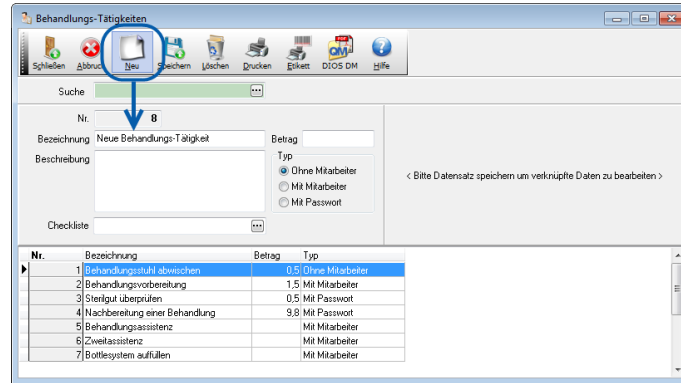 Behandlungs-Tätigkeiten
Schließen Abbruch Neu Speichern Löschen Drucken Etikett DIOS DM Hilfe
QM
Suche
Nr. 8
Bezeichnung Neue Behandlungs-Tätigkeit Betrag
Beschreibung Typ
Ohne Mitarbeiter
Mit Mitarbeiter
Mit Passwort
< Bitte Datensatz speichern um verknüpfte Daten zu bearbeiten >
Checkliste
Nr. Bezeichnung Betrag Typ
1 Behandlungsstuhl abwischen 0,5 Ohne Mitarbeiter
2 Behandlungsvorbereitung 1,5 Mit Mitarbeiter
3 Sterilgut überprüfen 0,5 Mit Passwort
4 Nachbereitung einer Behandlung 9,8 Mit Passwort
5 Behandlungsassistenz Mit Mitarbeiter
6 Zweitassistenz Mit Mitarbeiter
7 Bottlesystem auffüllen Mit Mitarbeiter